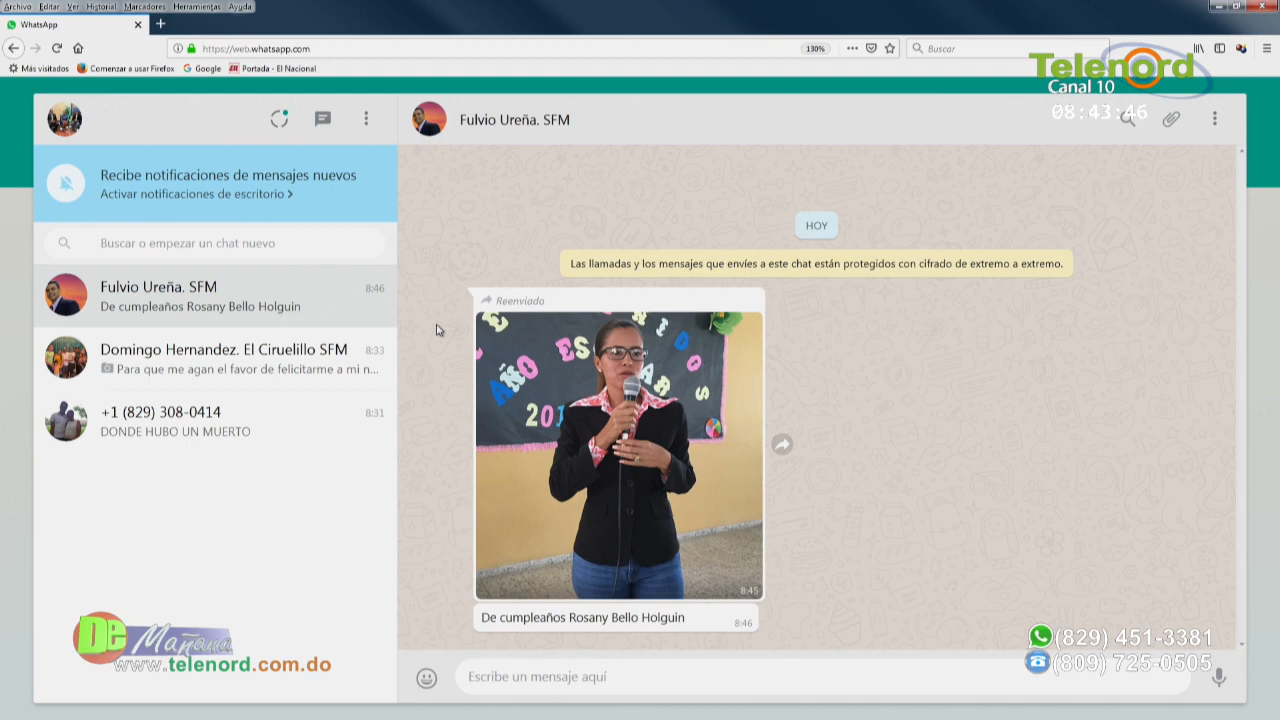 Archivo Editar Ver Historial Marcadores Herramientas Ayuda
WhatsApp
https://web.whatsapp.com
130%
Buscar
Más visitados
Comenzar a usar Firefox
Google
Portada - El Nacional
Telenord
Canal 10
08:43:46
Fulvio Ureña. SFM
Recibe notificaciones de mensajes nuevos
Activar notificaciones de escritorio >
Buscar o empezar un chat nuevo
Fulvio Ureña. SFM 8:46
De cumpleaños Rosany Bello Holguin
Domingo Hernandez. El Ciruelillo SFM 8:33
Para que me agan el favor de felicitarme a mi n...
+1 (829) 308-0414 8:31
DONDE HUBO UN MUERTO
HOY
Las llamadas y los mensajes que envíes a este chat están protegidos con cifrado de extremo a extremo.
Reenviado
AÑO ES
201
8:45
De cumpleaños Rosany Bello Holguin
8:46
Escribe un mensaje aquí
De Mañana
www.telenord.com.do
(829) 451-3381
(809) 725-0505